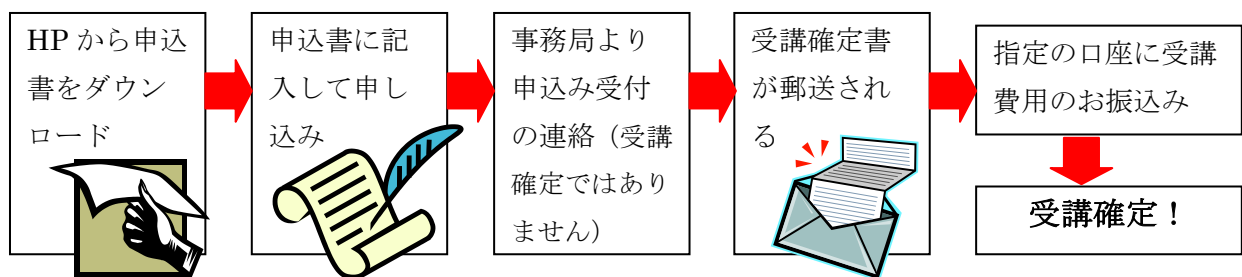 HP から申込
書をダウン
ロード
申込書に記
入して申し
込み
事務局より
申込み受付
の連絡（受講
確定ではあり
ません）
受講確定書
が郵送され
る
指定の口座に受講
費用のお振込み
受講確定！